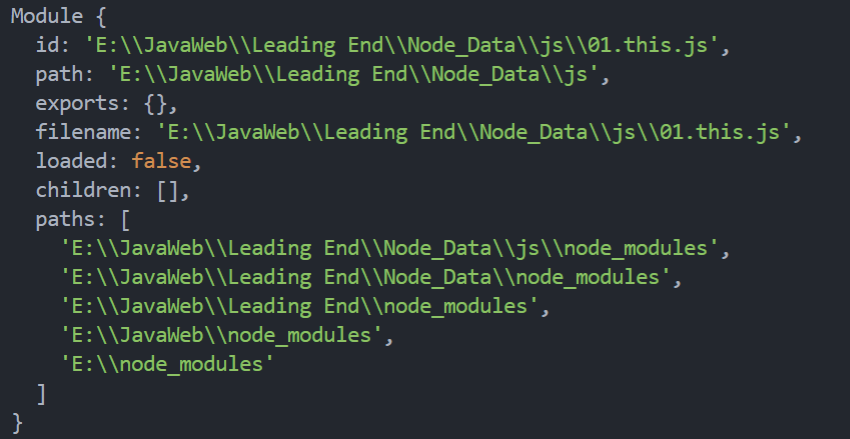 Module {
  id: 'E:\\JavaWeb\\Leading End\\Node_Data\\js\\01.this.js',
  path: 'E:\\JavaWeb\\Leading End\\Node_Data\\js',
  exports: {},
  filename: 'E:\\JavaWeb\\Leading End\\Node_Data\\js\\01.this.js',
  loaded: false,
  children: [],
  paths: [
    'E:\\JavaWeb\\Leading End\\Node_Data\\js\\node_modules',
    'E:\\JavaWeb\\Leading End\\Node_Data\\node_modules',
    'E:\\JavaWeb\\Leading End\\node_modules',
    'E:\\JavaWeb\\node_modules',
    'E:\\node_modules'
  ]
}